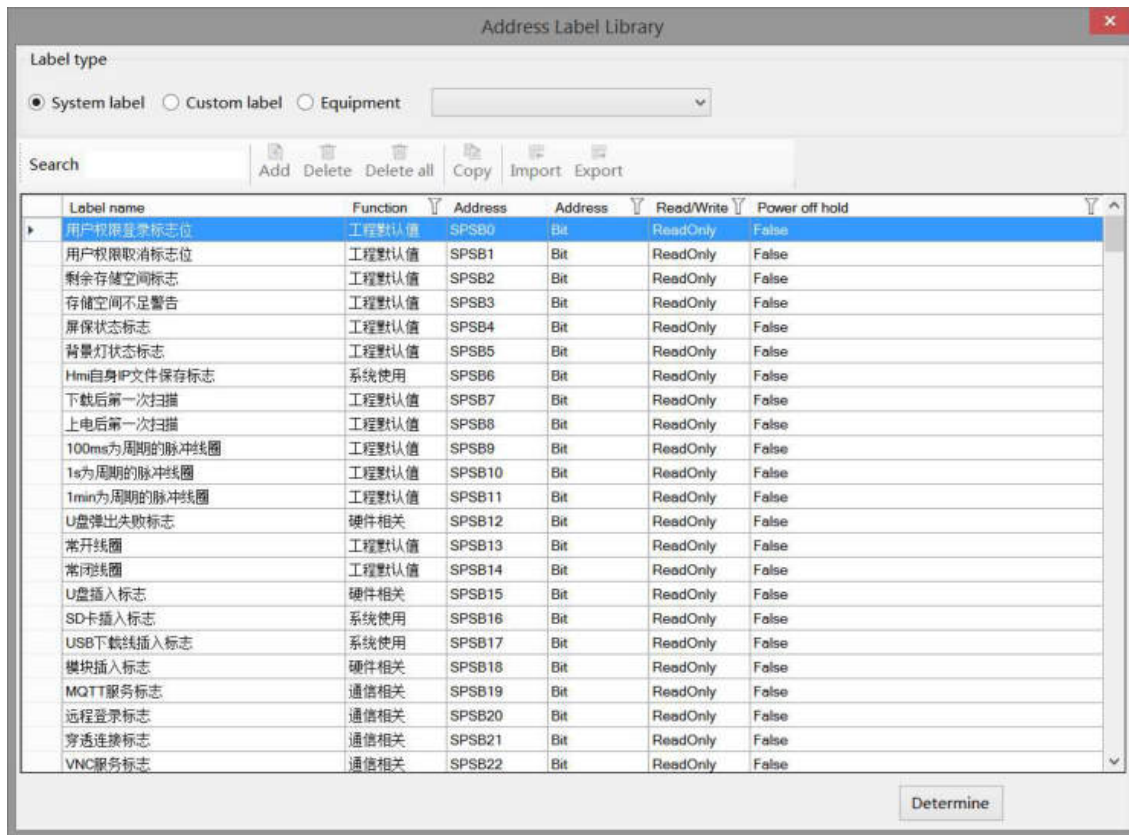 Address Label Library
Label type
System label Custom label Equipment
Search Add Delete Delete all Copy Import Export
Label name Function Address Address Read/Write Power off hold
用户权限登录标志位 工程默认值 SPSB0 Bit ReadOnly False
用户权限取消标志位 工程默认值 SPSB1 Bit ReadOnly False
剩余存储空间标志 工程默认值 SPSB2 Bit ReadOnly False
存储空间不足警告 工程默认值 SPSB3 Bit ReadOnly False
屏保状态标志 工程默认值 SPSB4 Bit ReadOnly False
背景灯状态标志 工程默认值 SPSB5 Bit ReadOnly False
Hmi自身IP文件保存标志 系统使用 SPSB6 Bit ReadOnly False
下载后第一次扫描 工程默认值 SPSB7 Bit ReadOnly False
上电后第一次扫描 工程默认值 SPSB8 Bit ReadOnly False
100ms为周期的脉冲线圈 工程默认值 SPSB9 Bit ReadOnly False
1s为周期的脉冲线圈 工程默认值 SPSB10 Bit ReadOnly False
1min为周期的脉冲线圈 工程默认值 SPSB11 Bit ReadOnly False
U盘弹出失败标志 硬件相关 SPSB12 Bit ReadOnly False
常开线圈 工程默认值 SPSB13 Bit ReadOnly False
常闭线圈 工程默认值 SPSB14 Bit ReadOnly False
U盘插入标志 硬件相关 SPSB15 Bit ReadOnly False
SD卡插入标志 系统使用 SPSB16 Bit ReadOnly False
USB下载线插入标志 系统使用 SPSB17 Bit ReadOnly False
模块插入标志 硬件相关 SPSB18 Bit ReadOnly False
MQTT服务标志 通信相关 SPSB19 Bit ReadOnly False
远程登录标志 通信相关 SPSB20 Bit ReadOnly False
穿透连接标志 通信相关 SPSB21 Bit ReadOnly False
VNC服务标志 通信相关 SPSB22 Bit ReadOnly False
Determine